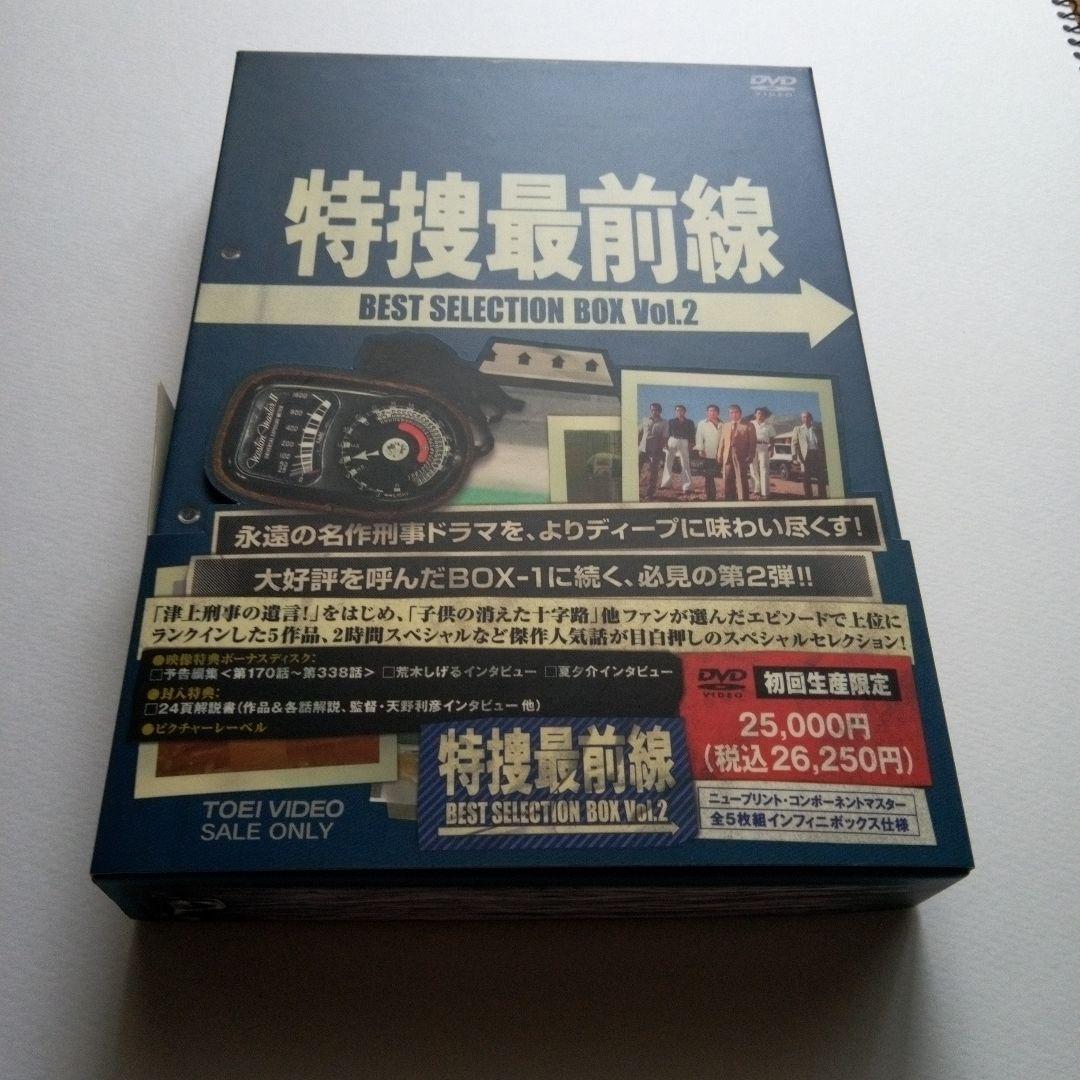 DVD
VIDEO
特捜最前線
BEST SELECTION BOX Vol.2
Weston Master II
永遠の名作刑事ドラマを、よりディープに味わい尽くす!
大好評を呼んだBOX-1に続く、必見の第2弾!!
「津上刑事の遺言!」をはじめ、「子供の消えた十字路」他ファンが選んだエピソードで上位に
ランクインした5作品、2時間スペシャルなど傑作人気話が目白押しのスペシャルセレクション!
●映像特典ボーナスディスク:
□予告編集<第170話~第338話> □荒木しげるインタビュー □夏夕介インタビュー
●封入特典:
□24頁解説書(作品&各話解説、監督・天野利彦インタビュー 他)
●ピクチャーレーベル
DVD
VIDEO
初回生産限定
25,000円
(税込26,250円)
特捜最前線
BEST SELECTION BOX Vol.2
ニュープリント・コンポーネントマスター
全5枚組インフィニボックス仕様
TOEI VIDEO
SALE ONLY